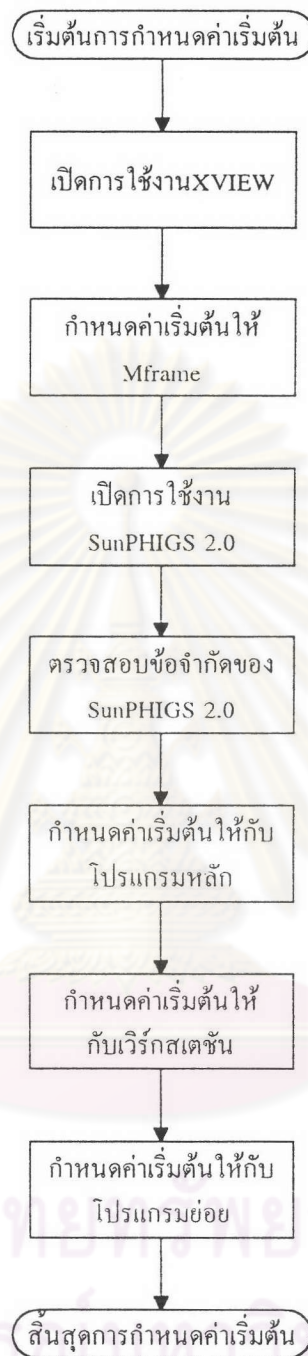 เริ่มต้นการกำหนดค่าเริ่มต้น
เปิดการใช้งานXVIEW
กำหนดค่าเริ่มต้นให้
Mframe
เปิดการใช้งาน
SunPHIGS 2.0
ตรวจสอบข้อจำกัดของ
SunPHIGS 2.0
กำหนดค่าเริ่มต้นให้กับ
โปรแกรมหลัก
กำหนดค่าเริ่มต้นให้
กับเวิร์กสเตชัน
กำหนดค่าเริ่มต้นให้กับ
โปรแกรมย่อย
สิ้นสุดการกำหนดค่าเริ่มต้น